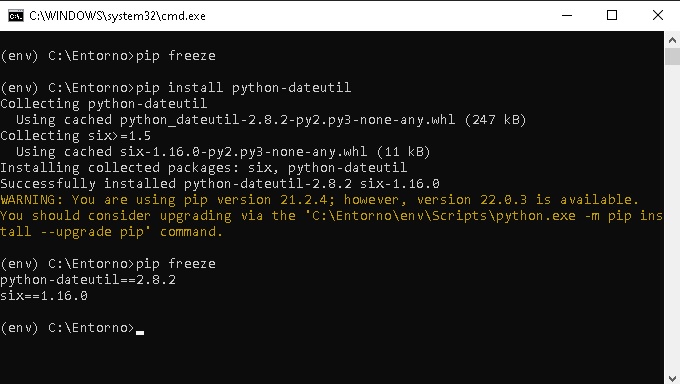 C:\WINDOWS\system32\cmd.exe
(env) C:\Entorno>pip freeze
(env) C:\Entorno>pip install python-dateutil
Collecting python-dateutil
  Using cached python_dateutil-2.8.2-py2.py3-none-any.whl (247 kB)
Collecting six>=1.5
  Using cached six-1.16.0-py2.py3-none-any.whl (11 kB)
Installing collected packages: six, python-dateutil
Successfully installed python-dateutil-2.8.2 six-1.16.0
WARNING: You are using pip version 21.2.4; however, version 22.0.3 is available.
You should consider upgrading via the 'C:\Entorno\env\Scripts\python.exe -m pip ins
tall --upgrade pip' command.
(env) C:\Entorno>pip freeze
python-dateutil==2.8.2
six==1.16.0
(env) C:\Entorno>